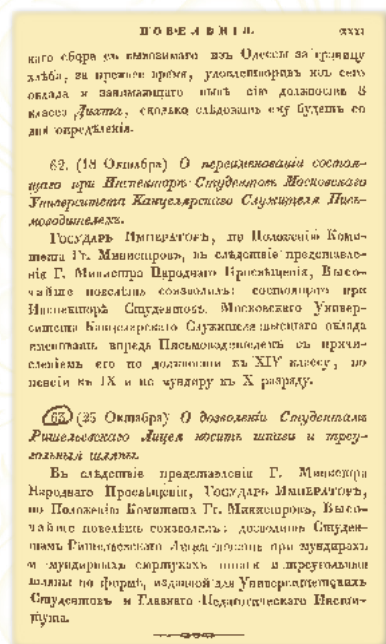 ПОВЕЛѢНІЯ. XXXI
каго сбора съ вывозимаго изъ Одессы за границу
хлѣба, за прежнее время, удовлетворивъ изъ сего
оклада и занимающаго нынѣ сію должность 8
класса Дихта, сколько слѣдовать ему будетъ со
дня опредѣленія.
62. (18 Октября) О переименованіи состоя-
щаго при Инспекторѣ Студентовъ Московскаго
Университета Канцелярскаго Служителя Пись-
моводителемъ.
ГОСУДАРЬ ИМПЕРАТОРЪ, по Положенію Коми-
тета Гг. Министровъ, въ слѣдствіе представле-
нія Г. Министра Народнаго Просвѣщенія, Высо-
чайше повелѣть соизволилъ: состоящаго при
Инспекторѣ Студентовъ Московскаго Универ-
ситета Канцелярскаго Служителя высшаго оклада
именовать впредь Письмоводителемъ съ причи-
сленіемъ его по должности къ XIV классу, по
пенсіи къ IX и по мундиру къ X разряду.
63. (25 Октября) О дозволеніи Студентамъ
Ришельевскаго Лицея носить шпаги и треу-
гольныя шляпы.
Въ слѣдствіе представленія Г. Министра
Народнаго Просвѣщенія, ГОСУДАРЬ ИМПЕРАТОРЪ,
по Положенію Комитета Гг. Министровъ, Высо-
чайше повелѣть соизволилъ: дозволить Студен-
тамъ Ришельевскаго Лицея носить при мундирахъ
и мундирныхъ сюртукахъ шпаги и треугольныя
шляпы по формѣ, изданной для Университетскихъ
Студентовъ и Главнаго Педагогическаго Инсти-
тута.